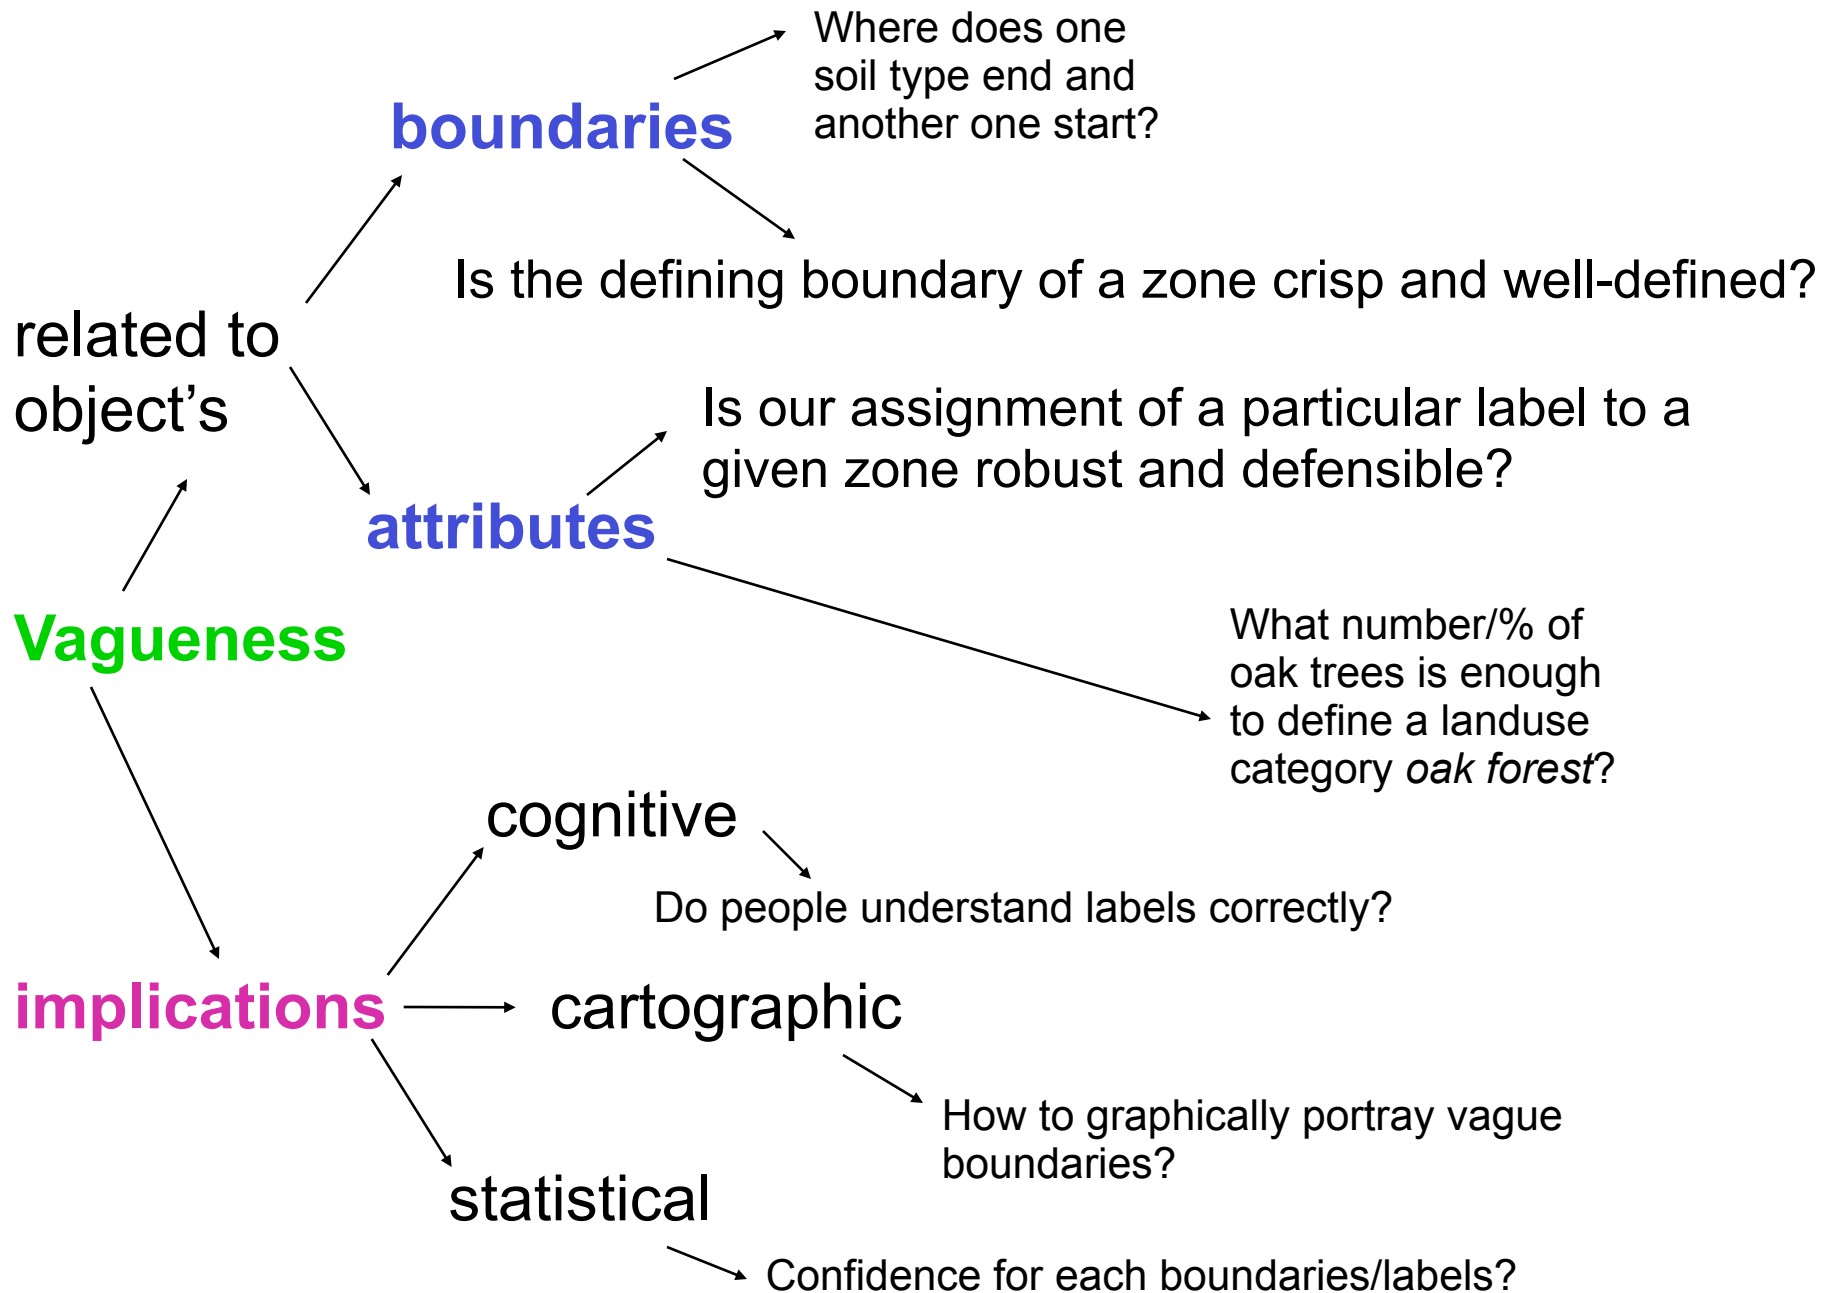 Where does one
soil type end and
another one start?
boundaries
Is the defining boundary of a zone crisp and well-defined?
related to
object’s
Is our assignment of a particular label to a
given zone robust and defensible?
attributes
Vagueness
What number/% of
oak trees is enough
to define a landuse
category oak forest?
cognitive
Do people understand labels correctly?
implications
cartographic
How to graphically portray vague
boundaries?
statistical
Confidence for each boundaries/labels?